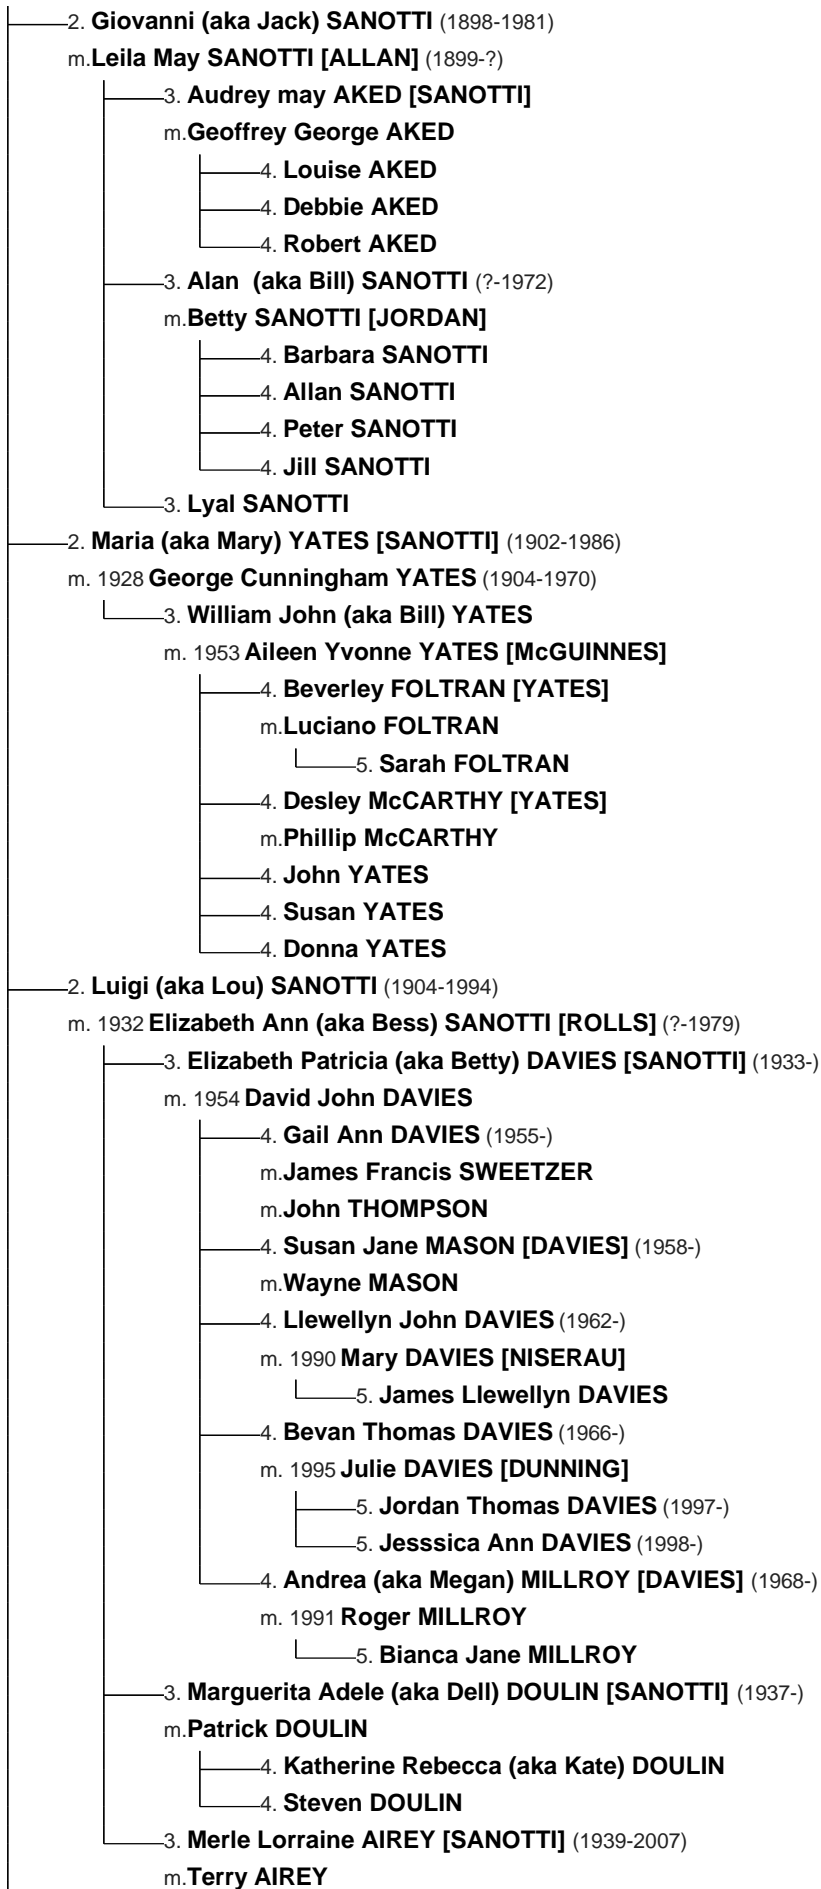 2. Giovanni (aka Jack) SANOTTI (1898-1981)
m.Leila May SANOTTI [ALLAN] (1899-?)
3. Audrey may AKED [SANOTTI]
m.Geoffrey George AKED
4. Louise AKED
4. Debbie AKED
4. Robert AKED
3. Alan (aka Bill) SANOTTI (?-1972)
m.Betty SANOTTI [JORDAN]
4. Barbara SANOTTI
4. Allan SANOTTI
4. Peter SANOTTI
4. Jill SANOTTI
3. Lyal SANOTTI
2. Maria (aka Mary) YATES [SANOTTI] (1902-1986)
m. 1928 George Cunningham YATES (1904-1970)
3. William John (aka Bill) YATES
m. 1953 Aileen Yvonne YATES [McGUINNES]
4. Beverley FOLTRAN [YATES]
m.Luciano FOLTRAN
5. Sarah FOLTRAN
4. Desley McCARTHY [YATES]
m.Phillip McCARTHY
4. John YATES
4. Susan YATES
4. Donna YATES
2. Luigi (aka Lou) SANOTTI (1904-1994)
m. 1932 Elizabeth Ann (aka Bess) SANOTTI [ROLLS] (?-1979)
3. Elizabeth Patricia (aka Betty) DAVIES [SANOTTI] (1933-)
m. 1954 David John DAVIES
4. Gail Ann DAVIES (1955-)
m.James Francis SWEETZER
m.John THOMPSON
4. Susan Jane MASON [DAVIES] (1958-)
m.Wayne MASON
4. Llewellyn John DAVIES (1962-)
m. 1990 Mary DAVIES [NISERAU]
5. James Llewellyn DAVIES
4. Bevan Thomas DAVIES (1966-)
m. 1995 Julie DAVIES [DUNNING]
5. Jordan Thomas DAVIES (1997-)
5. Jesssica Ann DAVIES (1998-)
4. Andrea (aka Megan) MILLROY [DAVIES] (1968-)
m. 1991 Roger MILLROY
5. Bianca Jane MILLROY
3. Marguerita Adele (aka Dell) DOULIN [SANOTTI] (1937-)
m.Patrick DOULIN
4. Katherine Rebecca (aka Kate) DOULIN
4. Steven DOULIN
3. Merle Lorraine AIREY [SANOTTI] (1939-2007)
m.Terry AIREY